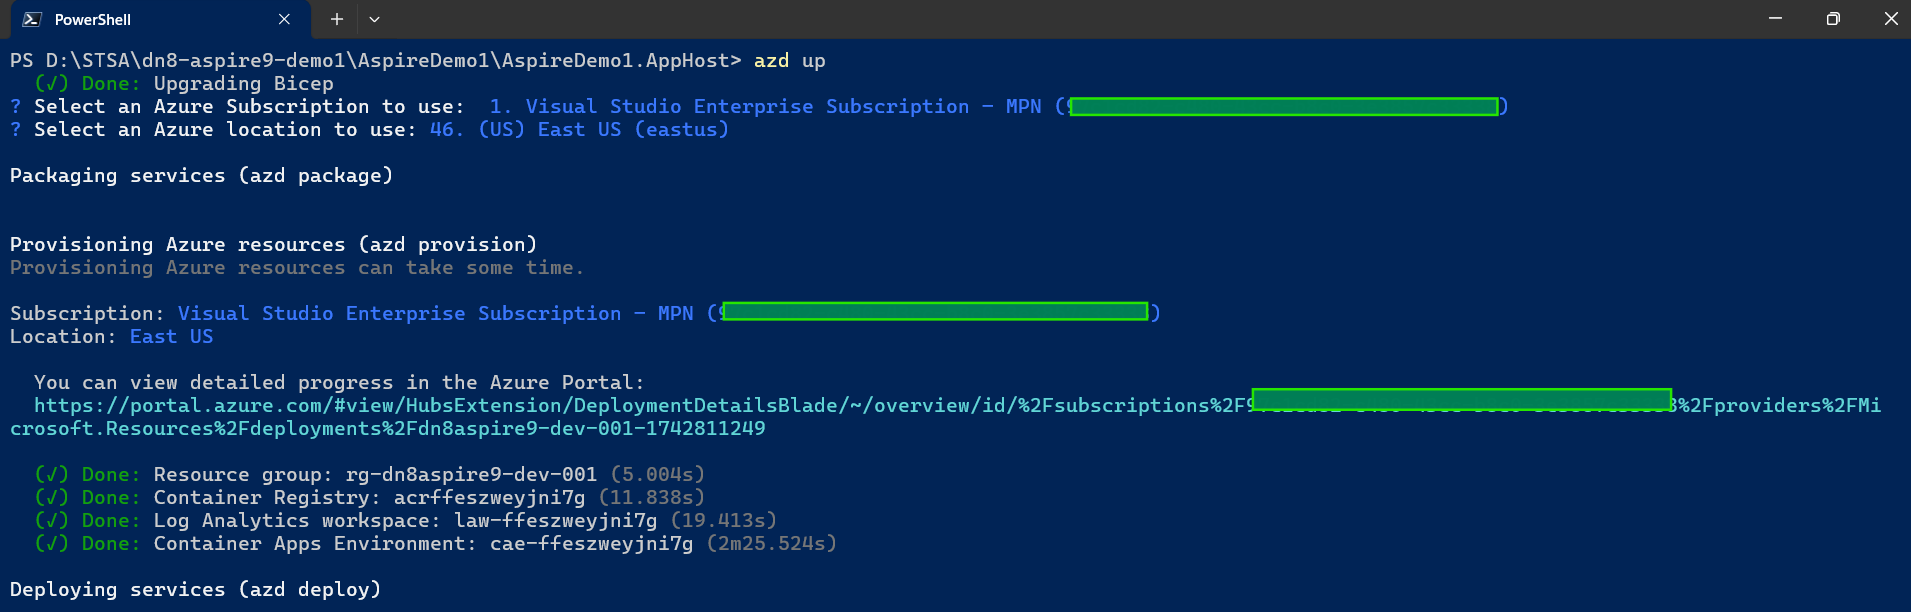 PowerShell
PS D:\STSA\dn8-aspire9-demo1\AspireDemo1\AspireDemo1.AppHost> azd up
(✓) Done: Upgrading Bicep
? Select an Azure Subscription to use:  1. Visual Studio Enterprise Subscription - MPN ()
? Select an Azure location to use: 46. (US) East US (eastus)
Packaging services (azd package)
Provisioning Azure resources (azd provision)
Provisioning Azure resources can take some time.
Subscription: Visual Studio Enterprise Subscription - MPN ()
Location: East US
You can view detailed progress in the Azure Portal:
https://portal.azure.com/#view/HubsExtension/DeploymentDetailsBlade/~/overview/id/%2Fsubscriptions%2F %2Fproviders%2FMi
crosoft.Resources%2Fdeployments%2Fdn8aspire9-dev-001-1742811249
(✓) Done: Resource group: rg-dn8aspire9-dev-001 (5.004s)
(✓) Done: Container Registry: acrffeszweyjni7g (11.838s)
(✓) Done: Log Analytics workspace: law-ffeszweyjni7g (19.413s)
(✓) Done: Container Apps Environment: cae-ffeszweyjni7g (2m25.524s)
Deploying services (azd deploy)